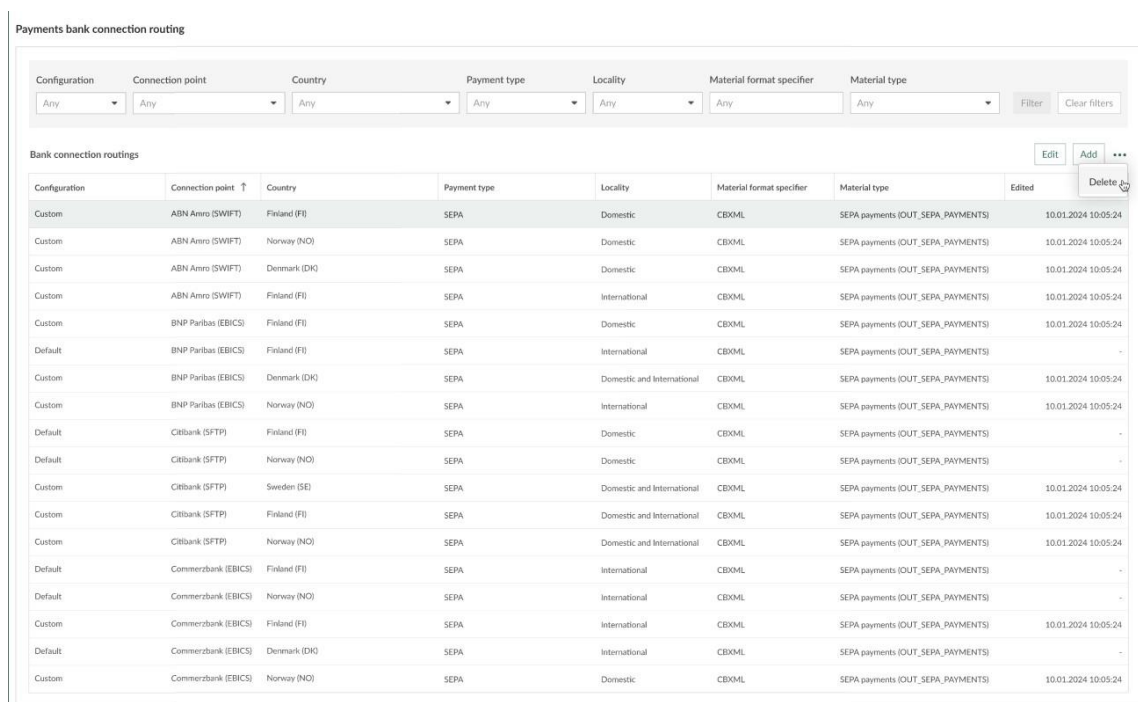 Payments bank connection routing
Configuration Connection point Country Payment type Locality Material format specifier Material type
Any Any Any Any Any Any Any Filter Clear filters
Bank connection routings Edit Add •••
Delete
Configuration Connection point ↑ Country Payment type Locality Material format specifier Material type Edited
Custom ABN Amro (SWIFT) Finland (FI) SEPA Domestic CBXML SEPA payments (OUT_SEPA_PAYMENTS) 10.01.2024 10:05:24
Custom ABN Amro (SWIFT) Norway (NO) SEPA Domestic CBXML SEPA payments (OUT_SEPA_PAYMENTS) 10.01.2024 10:05:24
Custom ABN Amro (SWIFT) Denmark (DK) SEPA Domestic CBXML SEPA payments (OUT_SEPA_PAYMENTS) 10.01.2024 10:05:24
Custom ABN Amro (SWIFT) Finland (FI) SEPA International CBXML SEPA payments (OUT_SEPA_PAYMENTS) 10.01.2024 10:05:24
Custom BNP Paribas (EBICS) Finland (FI) SEPA Domestic CBXML SEPA payments (OUT_SEPA_PAYMENTS) 10.01.2024 10:05:24
Default BNP Paribas (EBICS) Finland (FI) SEPA International CBXML SEPA payments (OUT_SEPA_PAYMENTS) -
Custom BNP Paribas (EBICS) Denmark (DK) SEPA Domestic and International CBXML SEPA payments (OUT_SEPA_PAYMENTS) 10.01.2024 10:05:24
Custom BNP Paribas (EBICS) Norway (NO) SEPA International CBXML SEPA payments (OUT_SEPA_PAYMENTS) 10.01.2024 10:05:24
Default Citibank (SFTP) Finland (FI) SEPA Domestic CBXML SEPA payments (OUT_SEPA_PAYMENTS) -
Default Citibank (SFTP) Norway (NO) SEPA Domestic CBXML SEPA payments (OUT_SEPA_PAYMENTS) -
Custom Citibank (SFTP) Sweden (SE) SEPA Domestic and International CBXML SEPA payments (OUT_SEPA_PAYMENTS) 10.01.2024 10:05:24
Custom Citibank (SFTP) Finland (FI) SEPA Domestic and International CBXML SEPA payments (OUT_SEPA_PAYMENTS) 10.01.2024 10:05:24
Custom Citibank (SFTP) Norway (NO) SEPA Domestic and International CBXML SEPA payments (OUT_SEPA_PAYMENTS) 10.01.2024 10:05:24
Default Commerzbank (EBICS) Finland (FI) SEPA International CBXML SEPA payments (OUT_SEPA_PAYMENTS) -
Default Commerzbank (EBICS) Norway (NO) SEPA International CBXML SEPA payments (OUT_SEPA_PAYMENTS) -
Custom Commerzbank (EBICS) Finland (FI) SEPA International CBXML SEPA payments (OUT_SEPA_PAYMENTS) 10.01.2024 10:05:24
Default Commerzbank (EBICS) Denmark (DK) SEPA International CBXML SEPA payments (OUT_SEPA_PAYMENTS) -
Custom Commerzbank (EBICS) Norway (NO) SEPA Domestic CBXML SEPA payments (OUT_SEPA_PAYMENTS) 10.01.2024 10:05:24